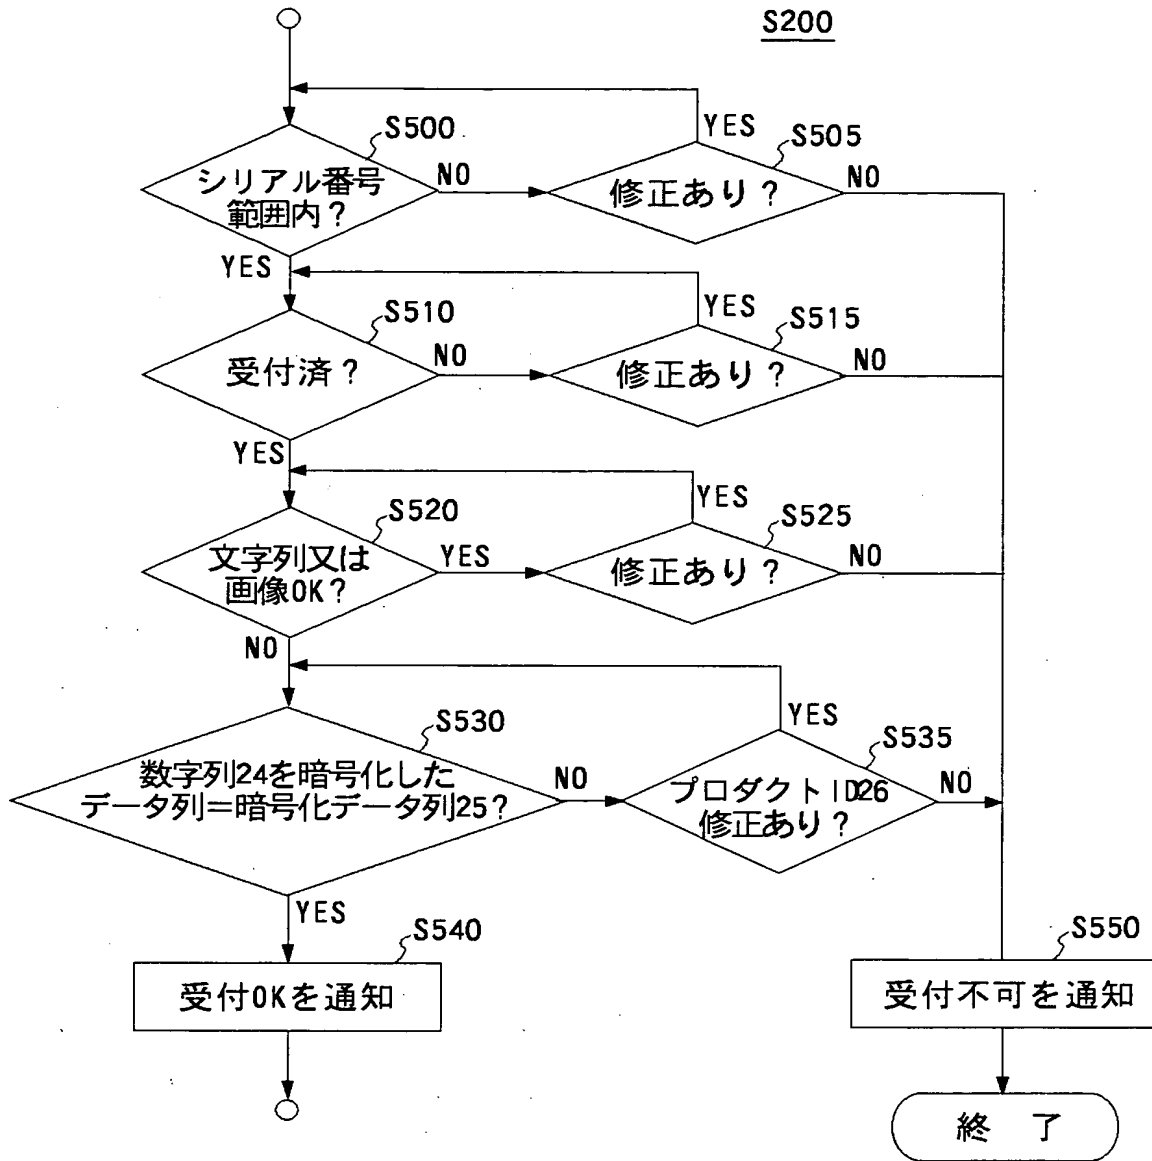 S200
YES
S500
S505
シリアル番号
範囲内？
NO
修正あり？
NO
YES
YES
S510
S515
受付済？
NO
修正あり？
NO
YES
YES
S520
S525
文字列又は
画像OK？
YES
修正あり？
NO
NO
YES
S530
S535
数字列24を暗号化した
データ列＝暗号化データ列25？
NO
プロダクトID26
修正あり？
NO
YES
S540
S550
受付OKを通知
受付不可を通知
終 了